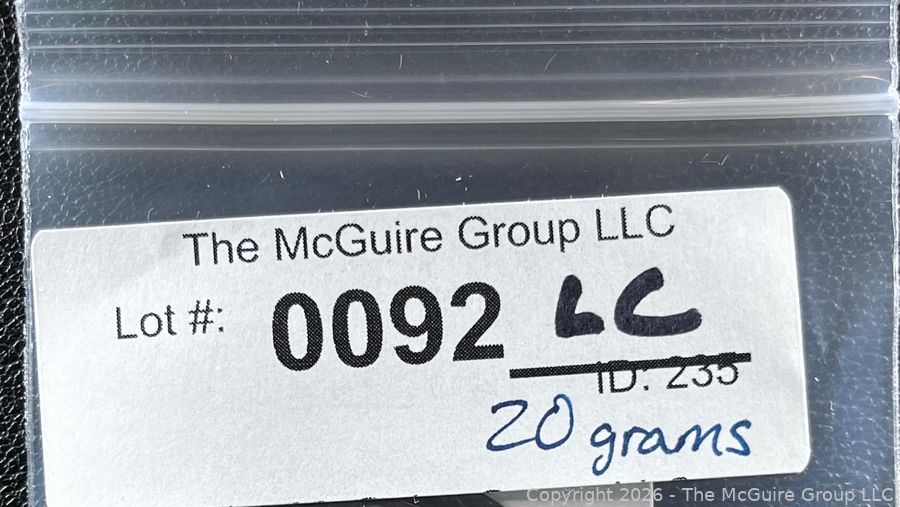 The McGuire Group LLC
Lot #: 0092 LC
ID: 235
20 grams
Copyright 2026 - The McGuire Group LLC